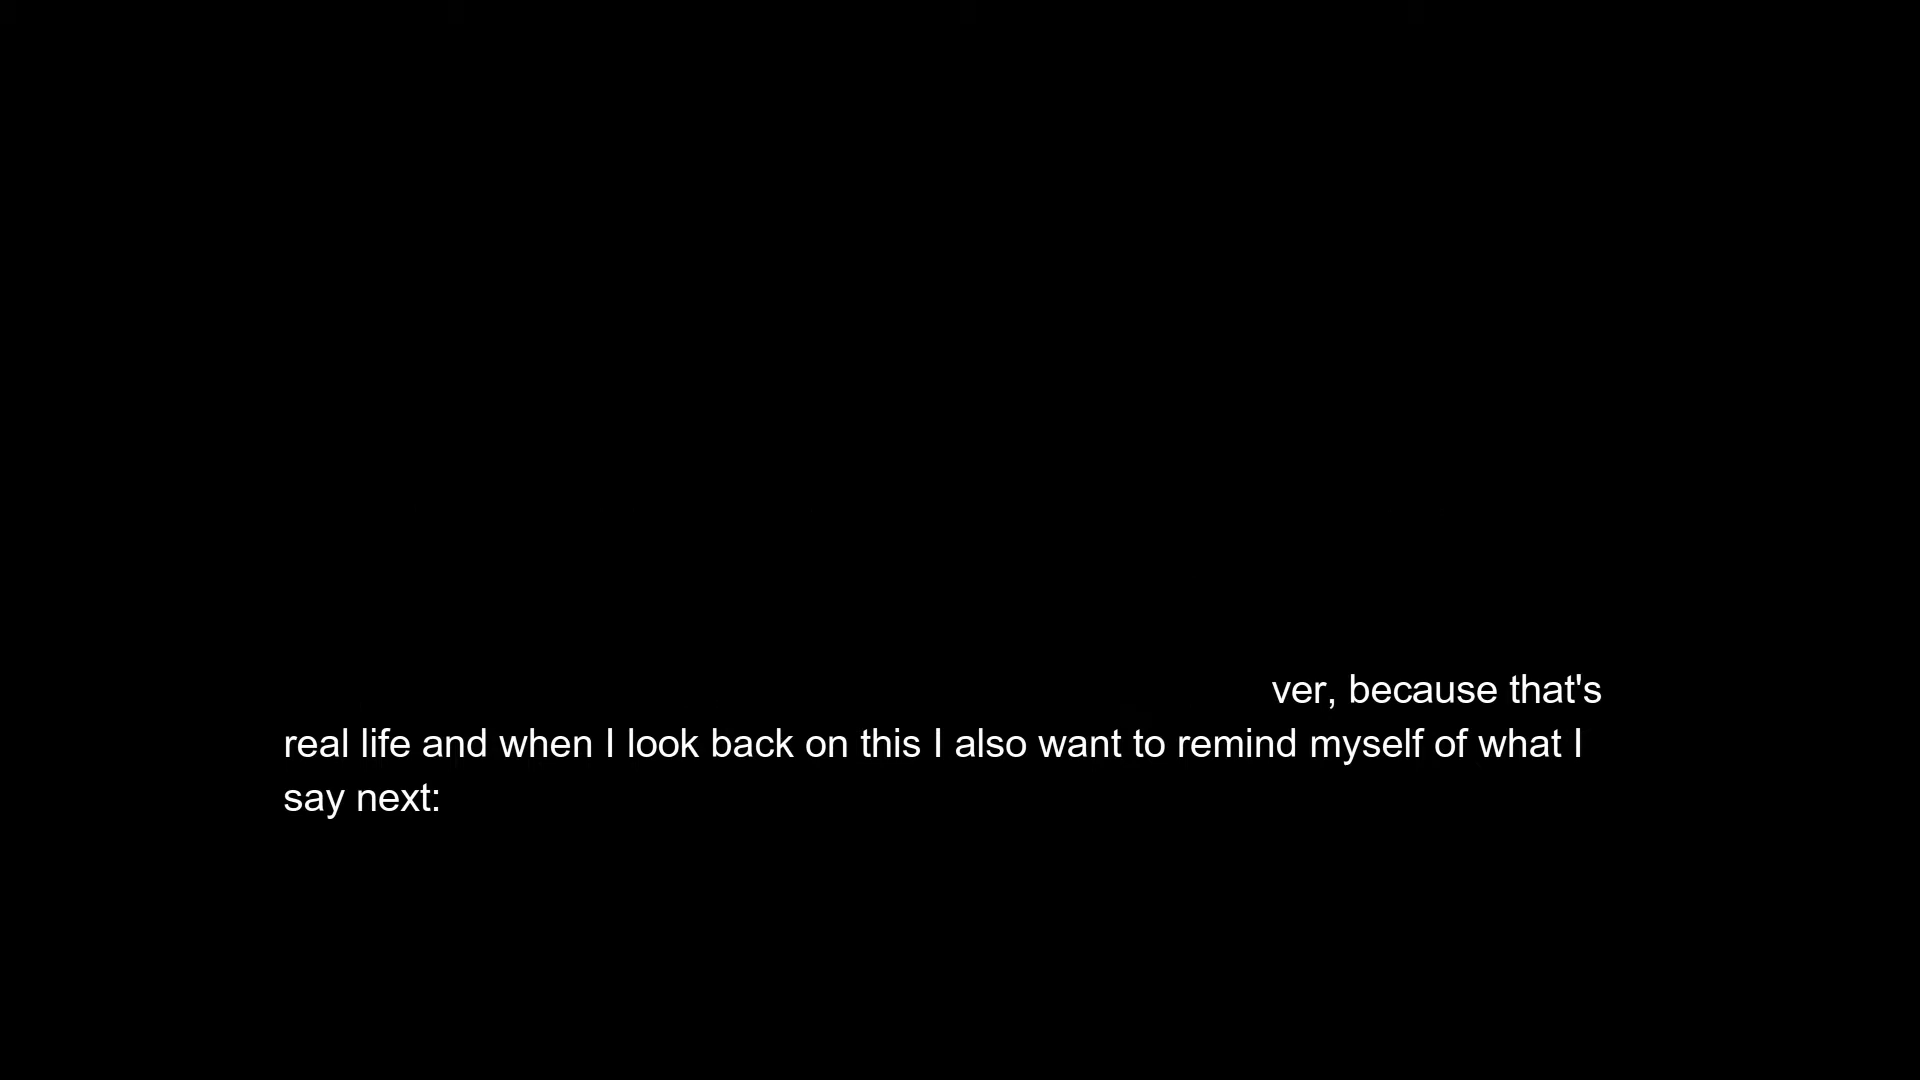 ver, because that's
real life and when I look back on this I also want to remind myself of what I
say next: